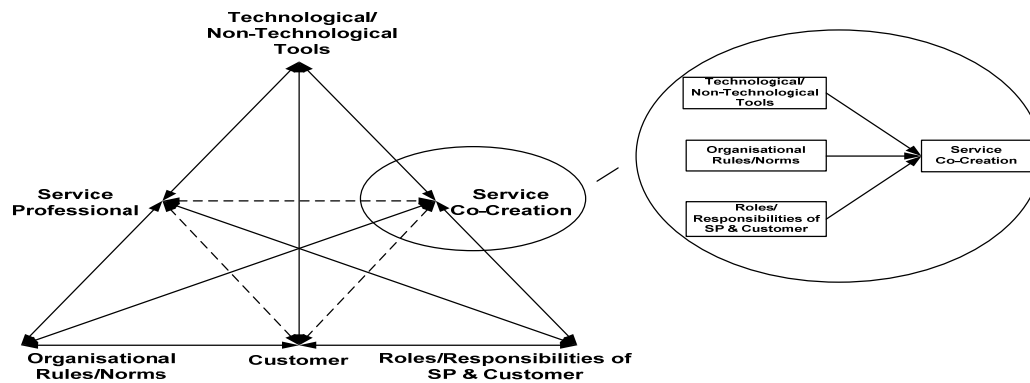 Technological/
Non-Technological
Tools
Service
Professional
Service
Co-Creation
Organisational
Rules/Norms
Customer
Roles/Responsibilities of
SP & Customer
Technological/
Non-Technological
Tools
Organisational
Rules/Norms
Roles/
Responsibilities of
SP & Customer
Service
Co-Creation